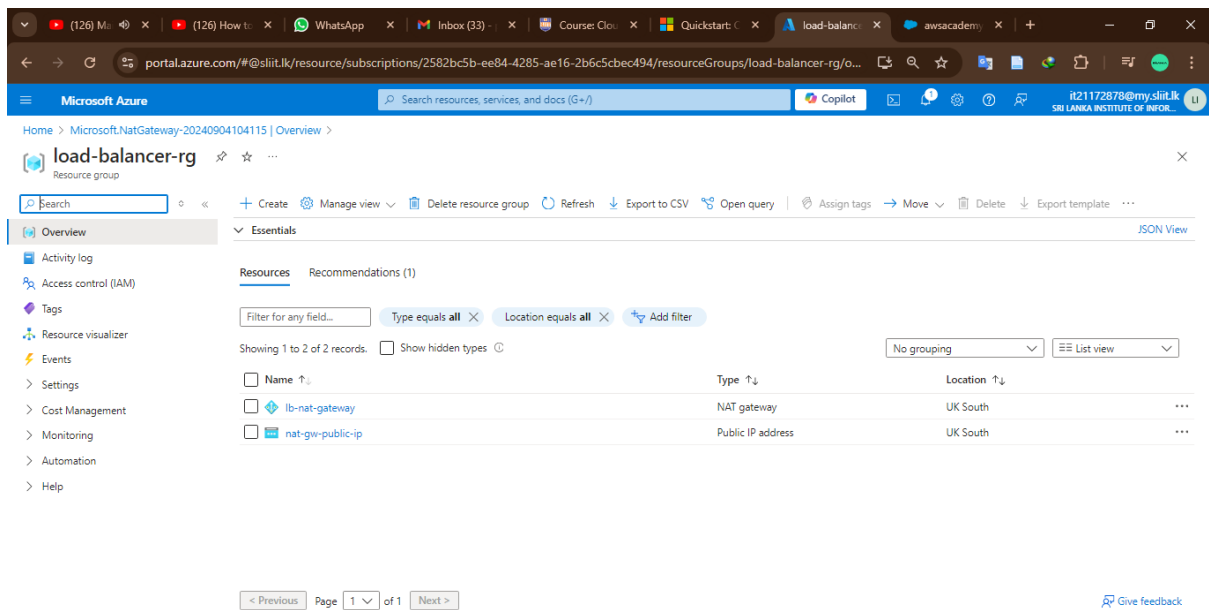 (126) Ma
(126) How to
WhatsApp
Inbox (33) -
Course: Clou
Quickstart: C
load-balance
awsacademy
portal.azure.com/#@sliit.lk/resource/subscriptions/2582bc5b-ee84-4285-ae16-2b6c5cbec494/resourceGroups/load-balancer-rg/o...
Microsoft Azure
Search resources, services, and docs (G+/)
Copilot
1
it21172878@my.sliit.lk
SRI LANKA INSTITUTE OF INFOR...
LI
Home > Microsoft.NatGateway-20240904104115 | Overview >
load-balancer-rg
Resource group
Search
Create
Manage view
Delete resource group
Refresh
Export to CSV
Open query
Assign tags
Move
Delete
Export template
Overview
Activity log
Access control (IAM)
Tags
Resource visualizer
Events
Settings
Cost Management
Monitoring
Automation
Help
Essentials
JSON View
Resources
Recommendations (1)
Filter for any field...
Type equals all
Location equals all
Add filter
Showing 1 to 2 of 2 records.
Show hidden types
No grouping
List view
Name
Type
Location
lb-nat-gateway
NAT gateway
UK South
nat-gw-public-ip
Public IP address
UK South
< Previous
Page 1 of 1
Next >
Give feedback